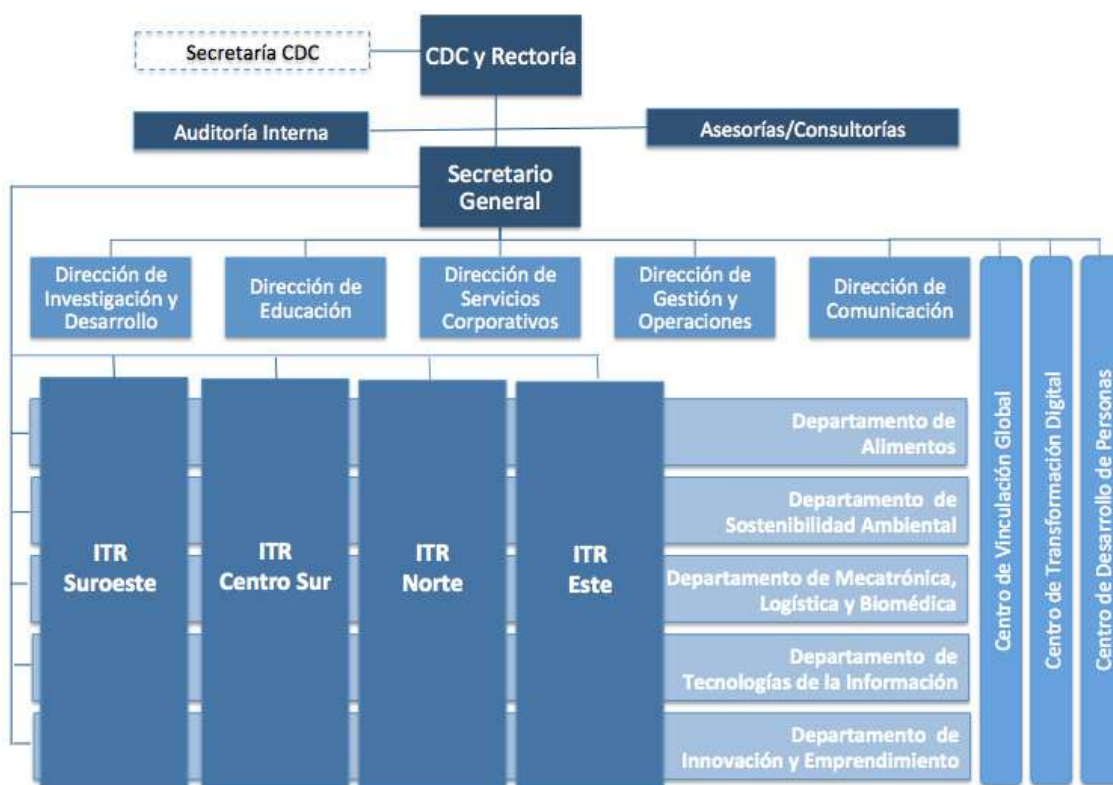 Secretaría CDC
CDC y Rectoría
Auditoría Interna
Asesorías/Consultorías
Secretario
General
Dirección de
Investigación y
Desarrollo
Dirección de
Educación
Dirección de
Servicios
Corporativos
Dirección de
Gestión y
Operaciones
Dirección de
Comunicación
Centro de Vinculación Global
Centro de Transformación Digital
Centro de Desarrollo de Personas
ITR
Suroeste
ITR
Centro Sur
ITR
Norte
ITR
Este
Departamento de
Alimentos
Departamento de
Sostenibilidad Ambiental
Departamento de Mecatrónica,
Logística y Biomédica
Departamento de
Tecnologías de la Información
Departamento de
Innovación y Emprendimiento